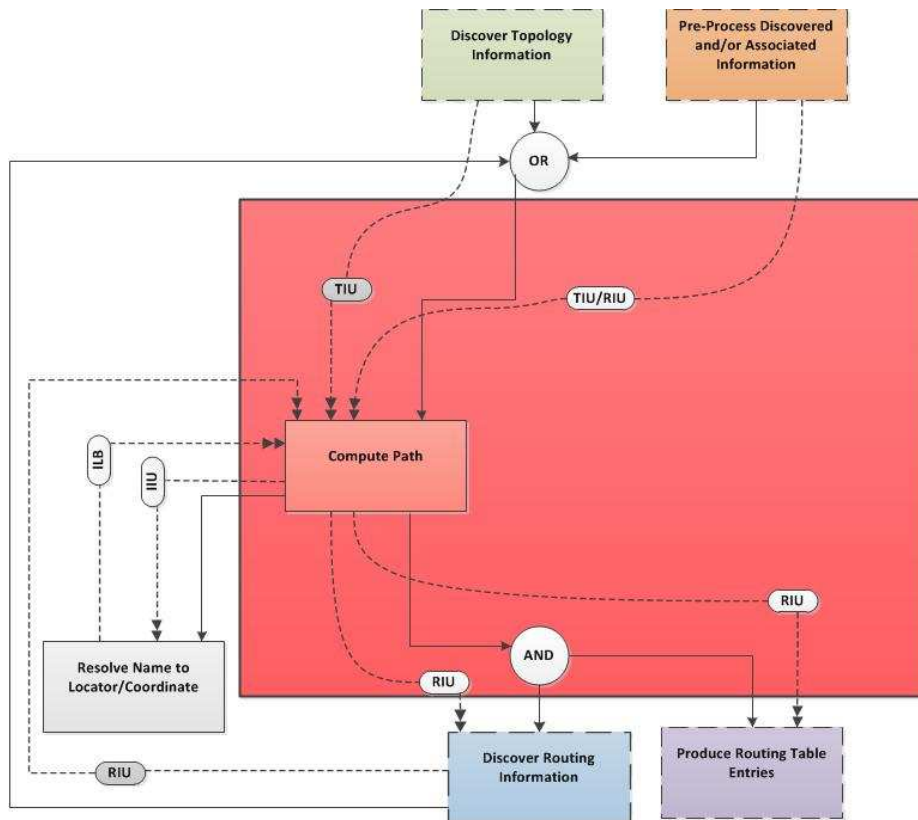 Discover Topology
Information
Pre-Process Discovered
and/or Associated
Information
OR
TIU
TIU/RIU
ILB
IIU
Compute Path
RIU
AND
RIU
Resolve Name to
Locator/Coordinate
RIU
Discover Routing
Information
Produce Routing Table
Entries